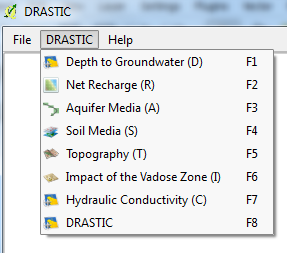 DRASTIC
File DRASTIC Help
Depth to Groundwater (D) F1
Net Recharge (R) F2
Aquifer Media (A) F3
Soil Media (S) F4
Topography (T) F5
Impact of the Vadose Zone (I) F6
Hydraulic Conductivity (C) F7
DRASTIC F8